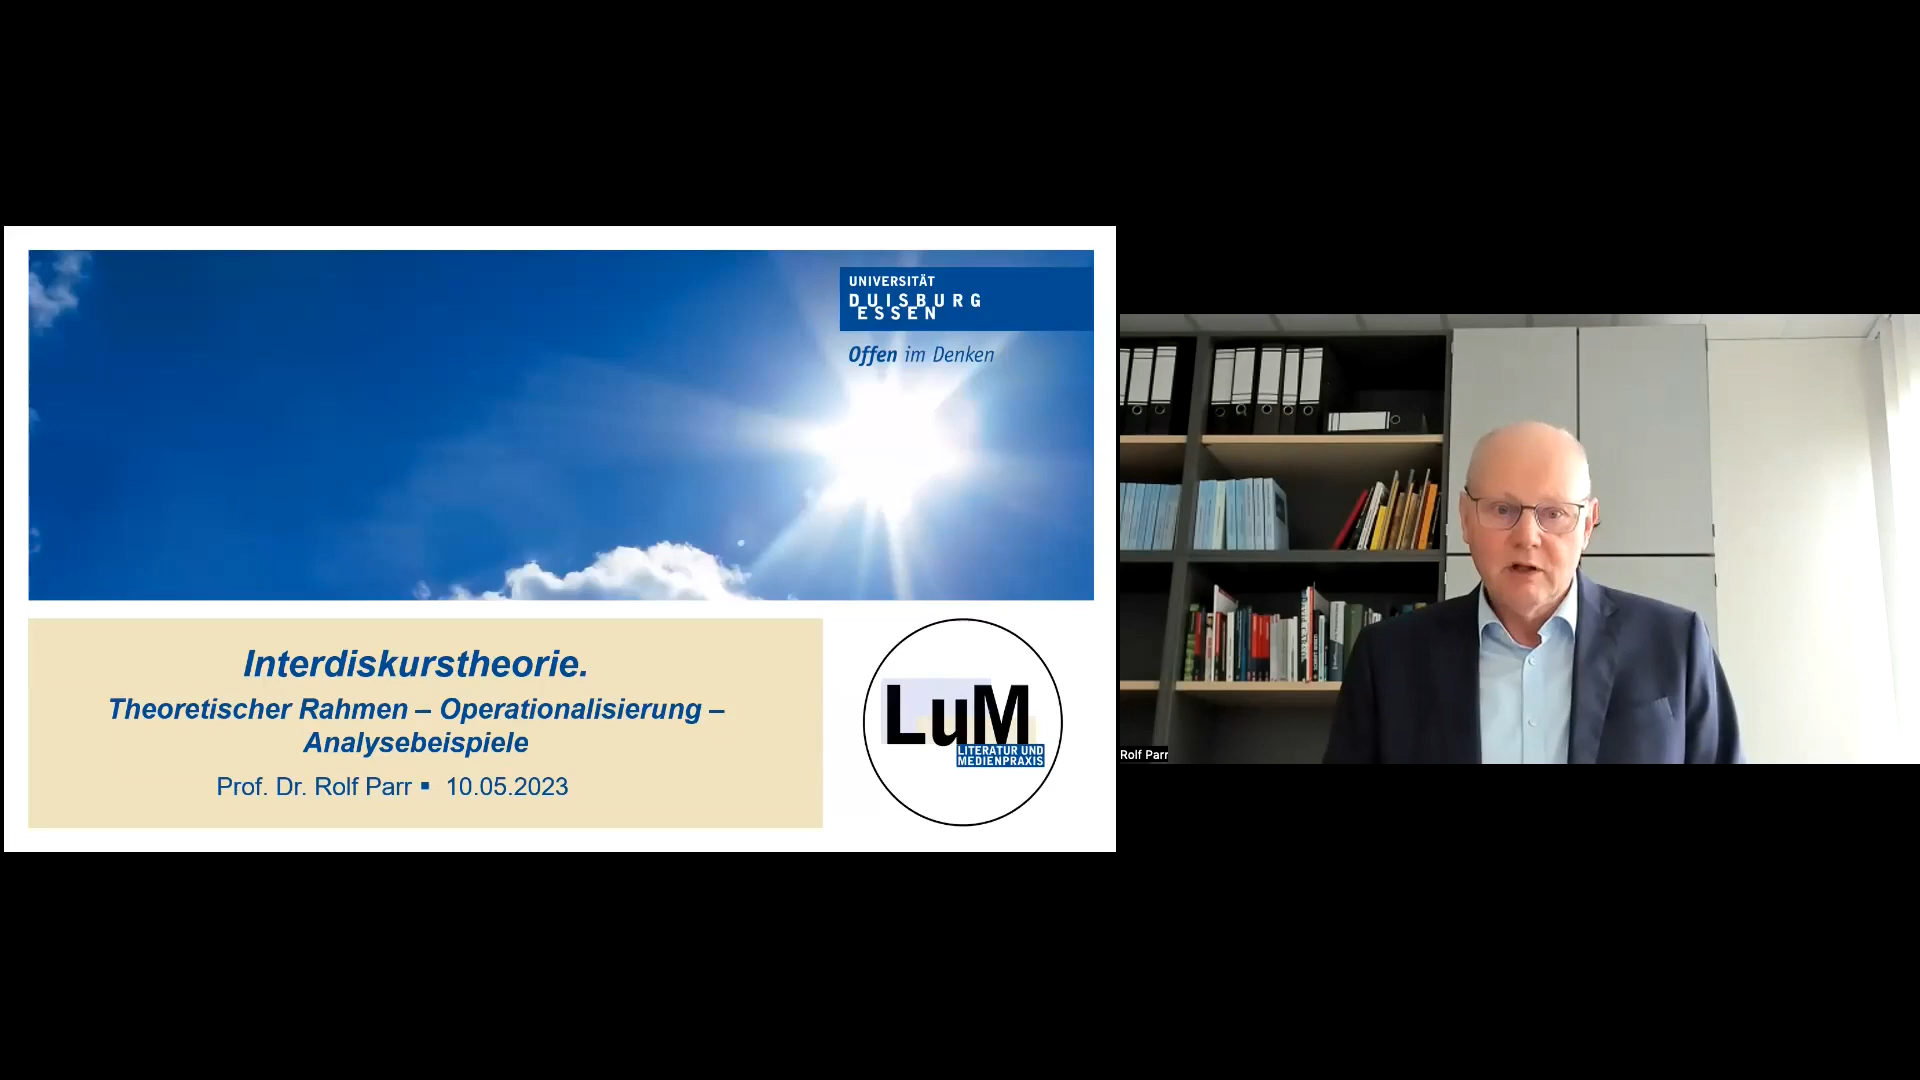 UNIVERSITÄT
DUISBURG
ESSEN
Offen im Denken
Interdiskurstheorie.
Theoretischer Rahmen – Operationalisierung –
Analysebeispiele
Prof. Dr. Rolf Parr ▪ 10.05.2023
LuM
LITERATUR UND
MEDIENPRAXIS
Rolf Parr